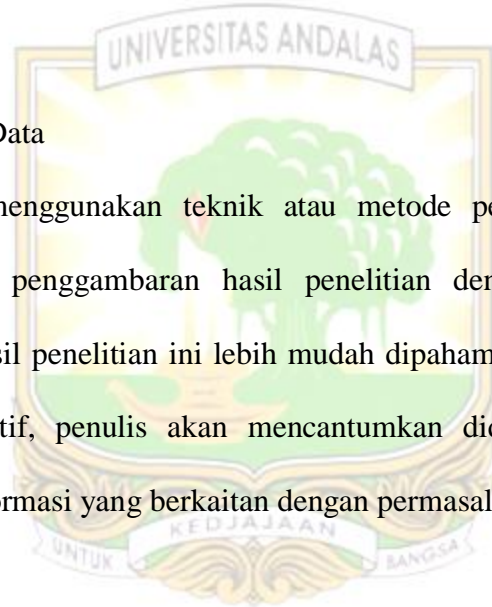 UNIVERSITAS ANDALAS
Data
menggunakan teknik atau metode pe
penggambaran hasil penelitian den
sil penelitian ini lebih mudah dipaham
tif, penulis akan mencantumkan did
ormasi yang berkaitan dengan permasal
KEDJAJAAN
UNTUK BANGSA